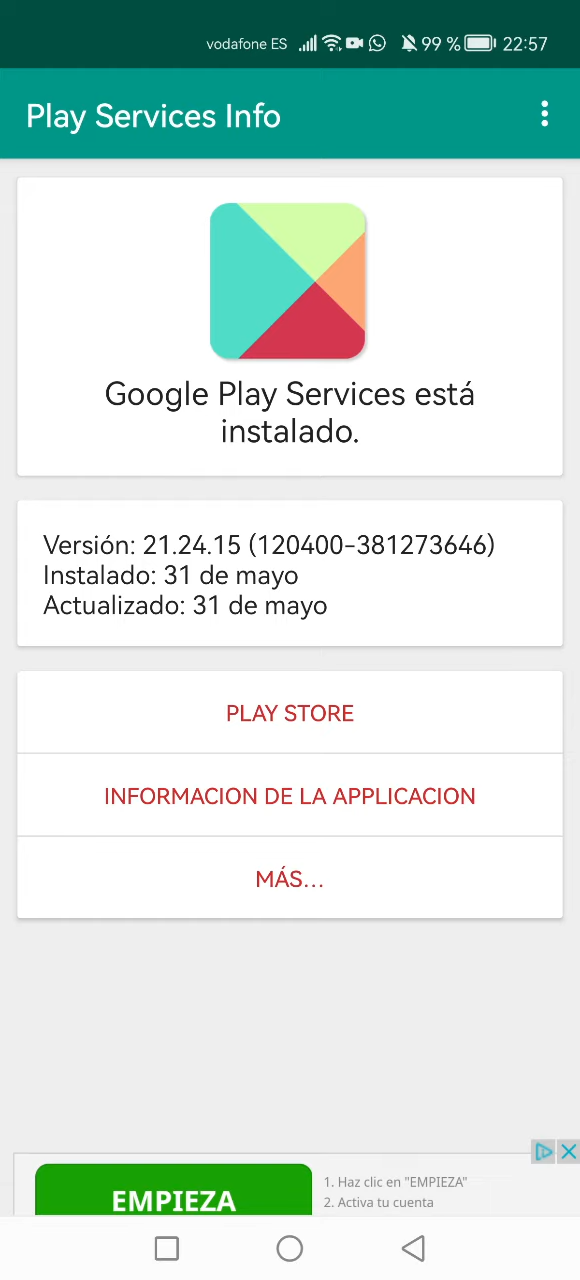 vodafone ES 99 % 22:57
Play Services Info
Google Play Services está
instalado.
Versión: 21.24.15 (120400-381273646)
Instalado: 31 de mayo
Actualizado: 31 de mayo
PLAY STORE
INFORMACION DE LA APPLICACION
MÁS...
EMPIEZA
1. Haz clic en "EMPIEZA"
2. Activa tu cuenta